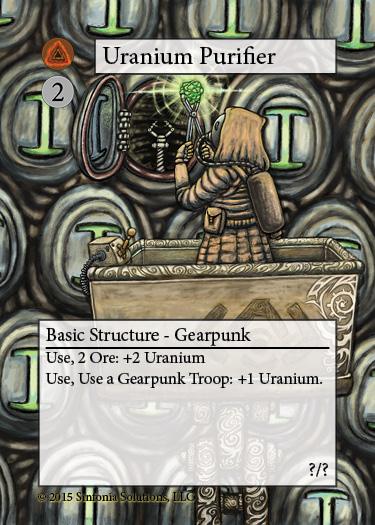 Uranium Purifier
2
Basic Structure - Gearpunk
Use, 2 Ore: +2 Uranium
Use, Use a Gearpunk Troop: +1 Uranium.
?/?
© 2015 Sinfonia Solutions, LLC